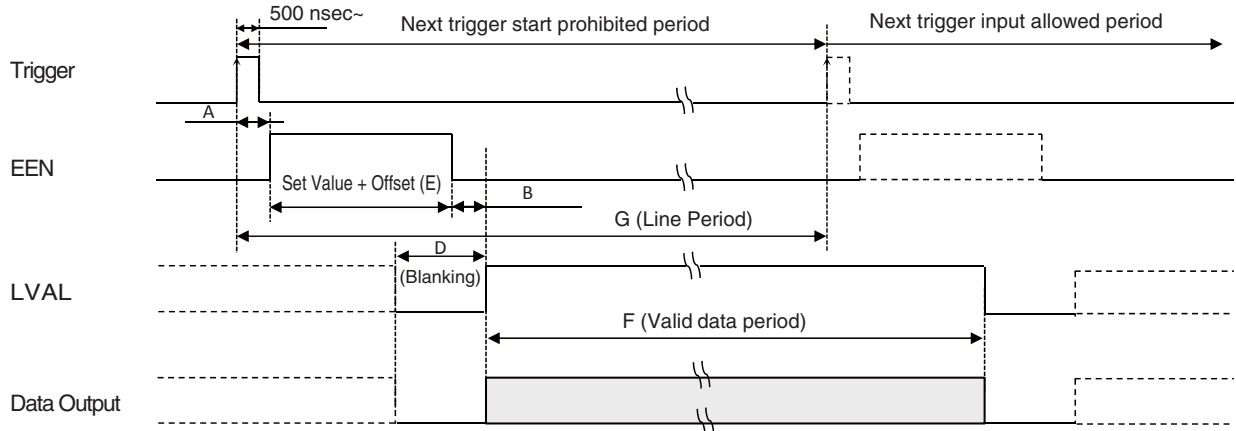 500 nsec~
Next trigger start prohibited period
Next trigger input allowed period
Trigger
A
EEN
Set Value + Offset (E)
B
G (Line Period)
D
(Blanking)
LVAL
F (Valid data period)
Data Output